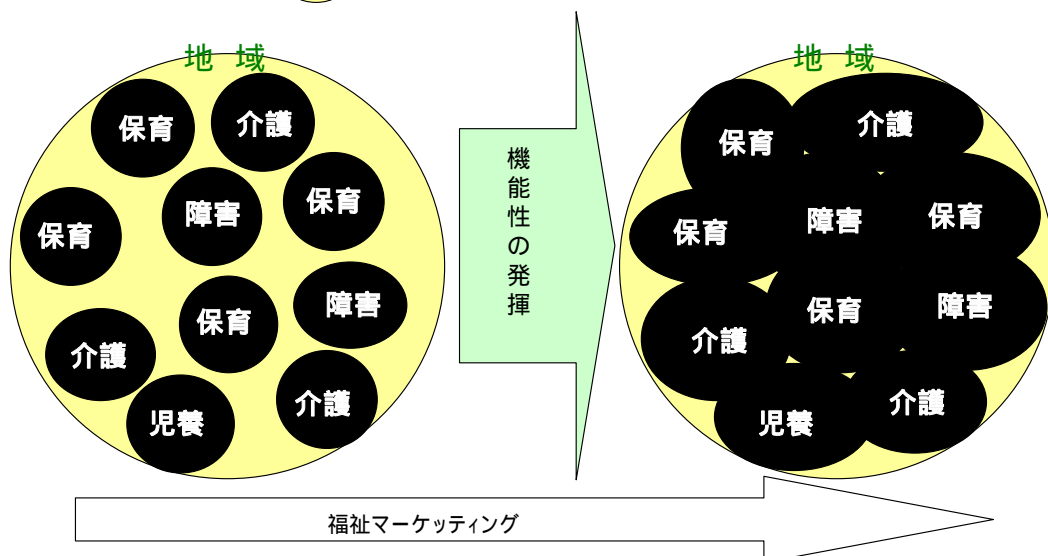 地 域
保育
介護
保育
障害
保育
保育
障害
介護
児養
介護
機能性の発揮
地 域
保育
介護
保育
障害
保育
保育
障害
介護
児養
介護
福祉マーケッティング